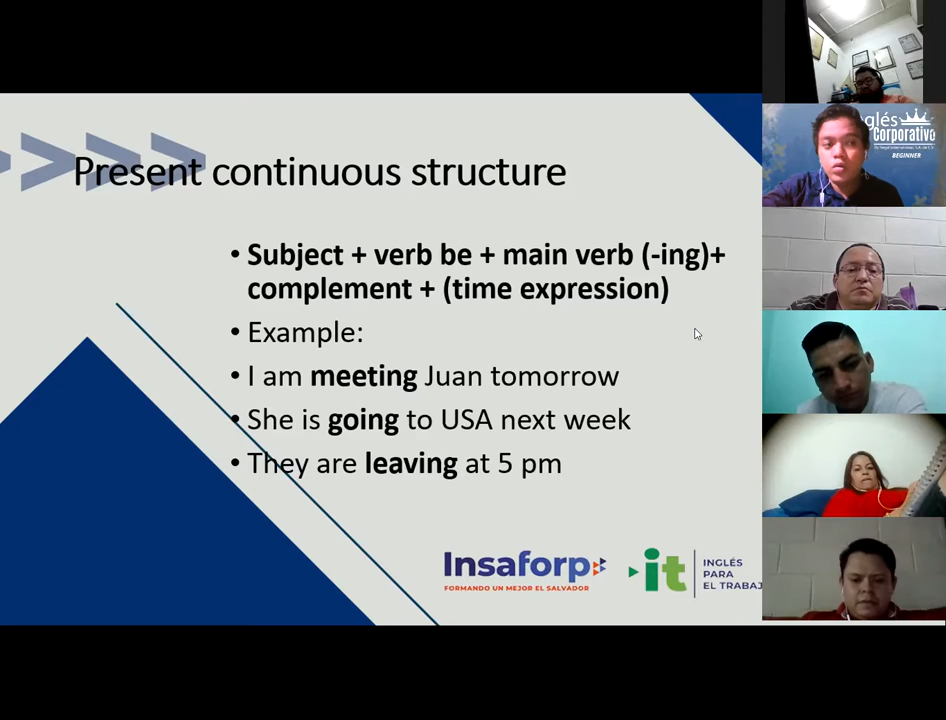 Present continuous structure
• Subject + verb be + main verb (-ing)+
complement + (time expression)
• Example:
• I am meeting Juan tomorrow
• She is going to USA next week
• They are leaving at 5 pm
Insaforp
FORMANDO UN MEJOR EL SALVADOR
it
INGLÉS
PARA
EL TRABAJ
glés
Corporativo
BEGINNER